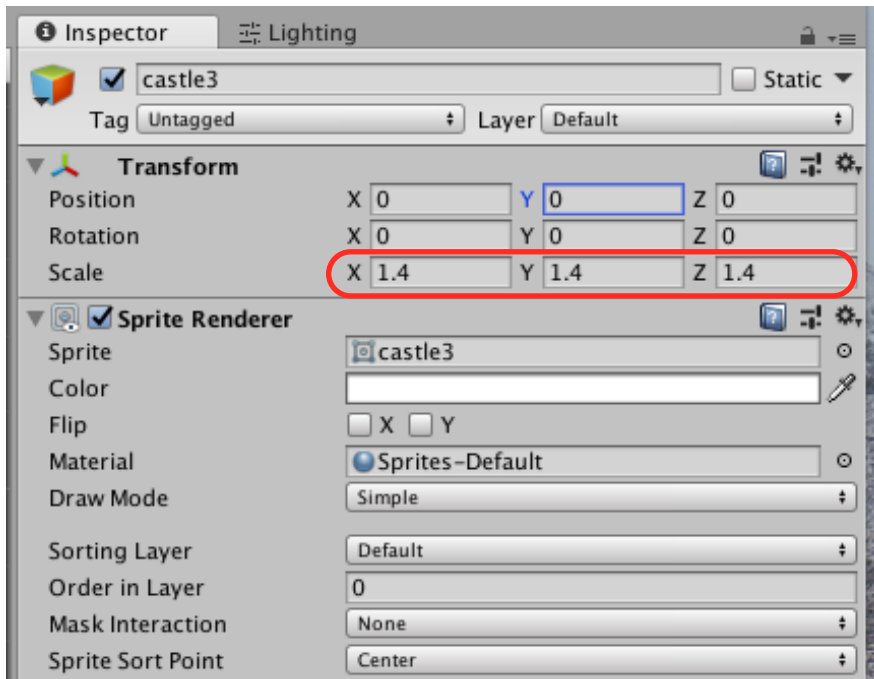 Inspector Lighting
castle3 Static
Tag Untagged Layer Default
Transform
Position X 0 Y 0 Z 0
Rotation X 0 Y 0 Z 0
Scale X 1.4 Y 1.4 Z 1.4
Sprite Renderer
Sprite castle3
Color
Flip X Y
Material Sprites-Default
Draw Mode Simple
Sorting Layer Default
Order in Layer 0
Mask Interaction None
Sprite Sort Point Center